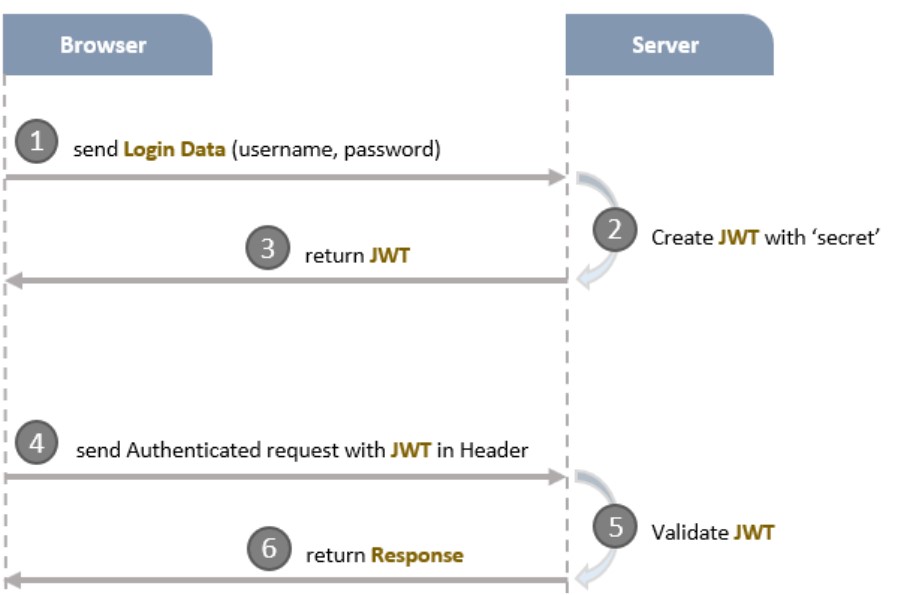 Browser
Server
1
send Login Data (username, password)
2
Create JWT with ‘secret’
3
return JWT
4
send Authenticated request with JWT in Header
5
Validate JWT
6
return Response